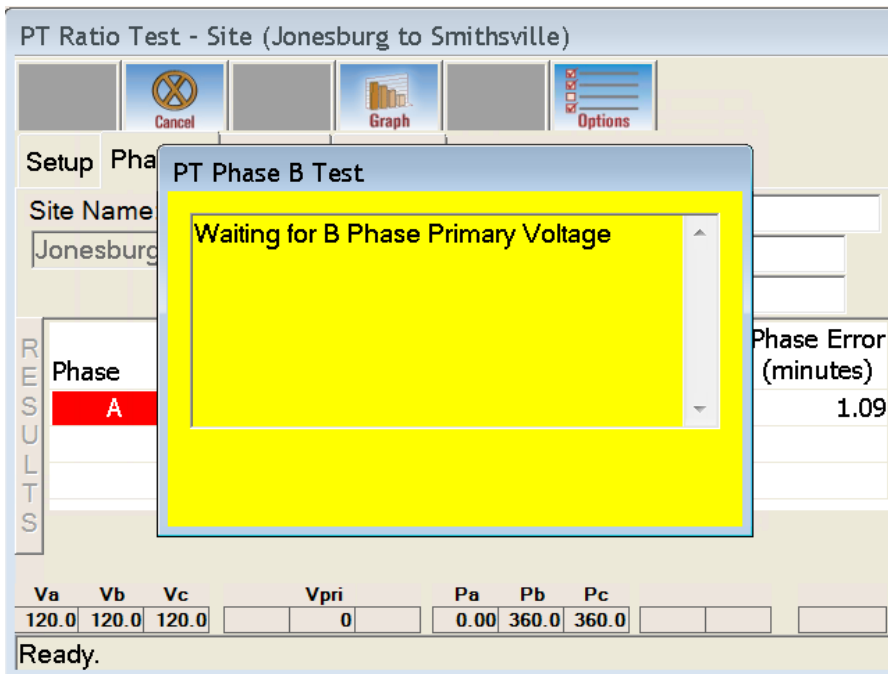 PT Ratio Test - Site (Jonesburg to Smithsville)
Cancel
Graph
Options
Setup
PT Phase B Test
Site Name:
Jonesburg
Waiting for B Phase Primary Voltage
RESULTS
Phase
Phase Error
(minutes)
A
1.09
Va Vb Vc Vpri Pa Pb Pc
120.0 120.0 120.0 0 0.00 360.0 360.0
Ready.